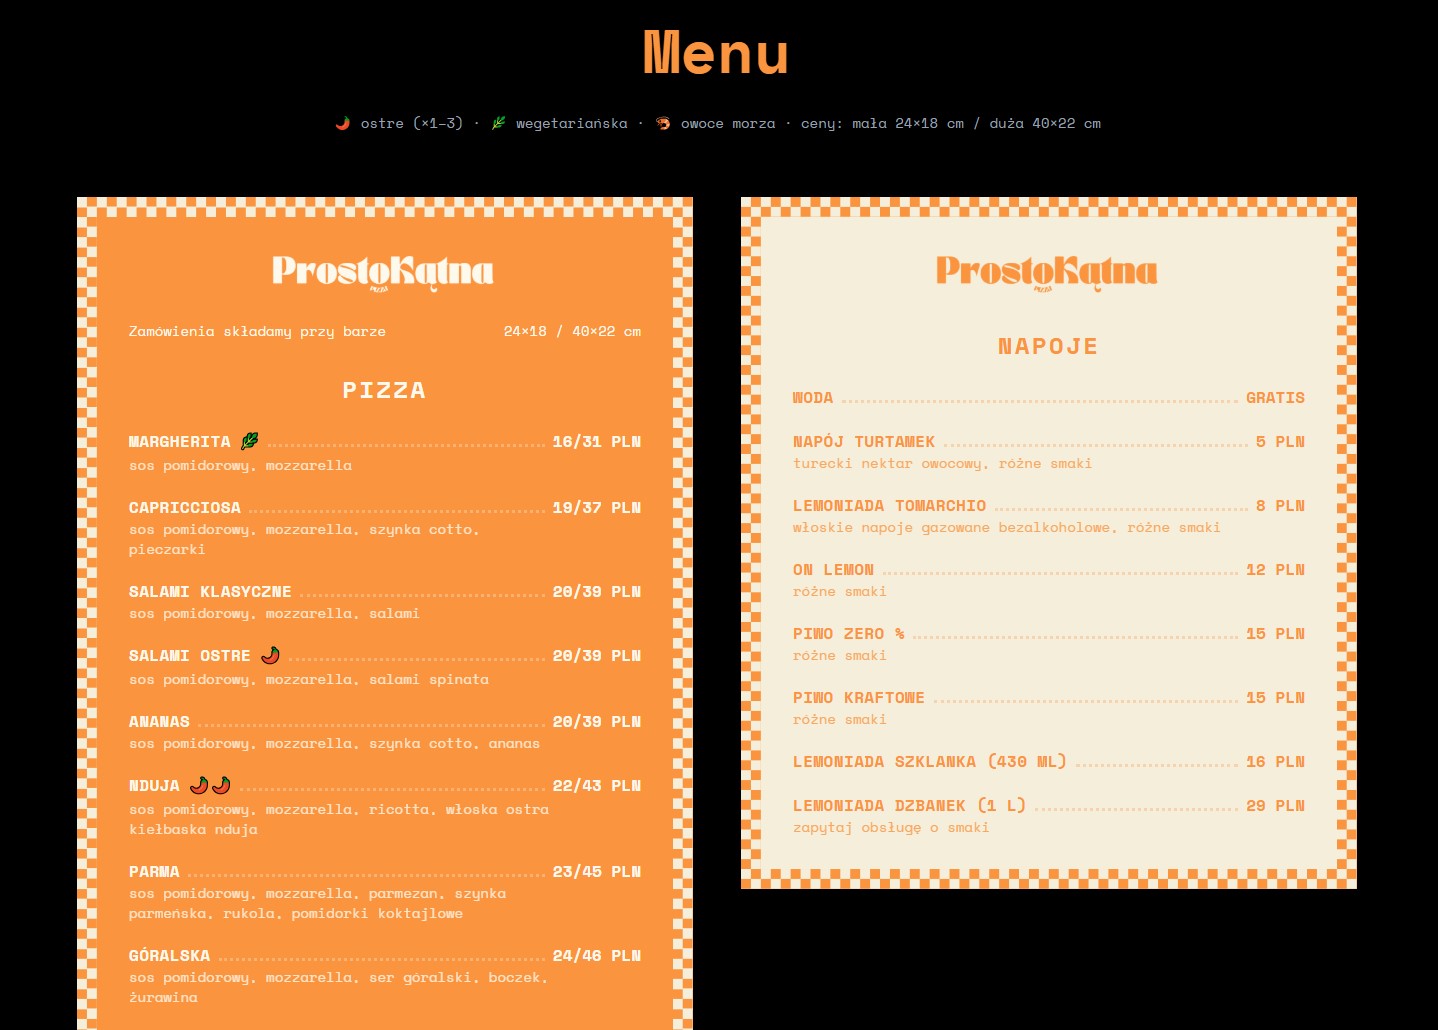 Menu
ostre (×1–3) · wegetariańska · owoce morza · ceny: mała 24×18 cm / duża 40×22 cm
ProstoKątna
PIZZA
Zamówienia składamy przy barze 24×18 / 40×22 cm
PIZZA
MARGHERITA 16/31 PLN
sos pomidorowy, mozzarella
CAPRICCIOSA 19/37 PLN
sos pomidorowy, mozzarella, szynka cotto,
pieczarki
SALAMI KLASYCZNE 20/39 PLN
sos pomidorowy, mozzarella, salami
SALAMI OSTRE 20/39 PLN
sos pomidorowy, mozzarella, salami spinata
ANANAS 20/39 PLN
sos pomidorowy, mozzarella, szynka cotto, ananas
NDUJA 22/43 PLN
sos pomidorowy, mozzarella, ricotta, włoska ostra
kiełbaska nduja
PARMA 23/45 PLN
sos pomidorowy, mozzarella, parmezan, szynka
parmeńska, rukola, pomidorki koktajlowe
GÓRALSKA 24/46 PLN
sos pomidorowy, mozzarella, ser góralski, boczek,
żurawina
ProstoKątna
PIZZA
NAPOJE
WODA GRATIS
NAPÓJ TURTAMEK 5 PLN
turecki nektar owocowy, różne smaki
LEMONIADA TOMARCHIO 8 PLN
włoskie napoje gazowane bezalkoholowe, różne smaki
ON LEMON 12 PLN
różne smaki
PIWO ZERO % 15 PLN
różne smaki
PIWO KRAFTOWE 15 PLN
różne smaki
LEMONIADA SZKLANKA (430 ML) 16 PLN
LEMONIADA DZBANEK (1 L) 29 PLN
zapytaj obsługę o smaki